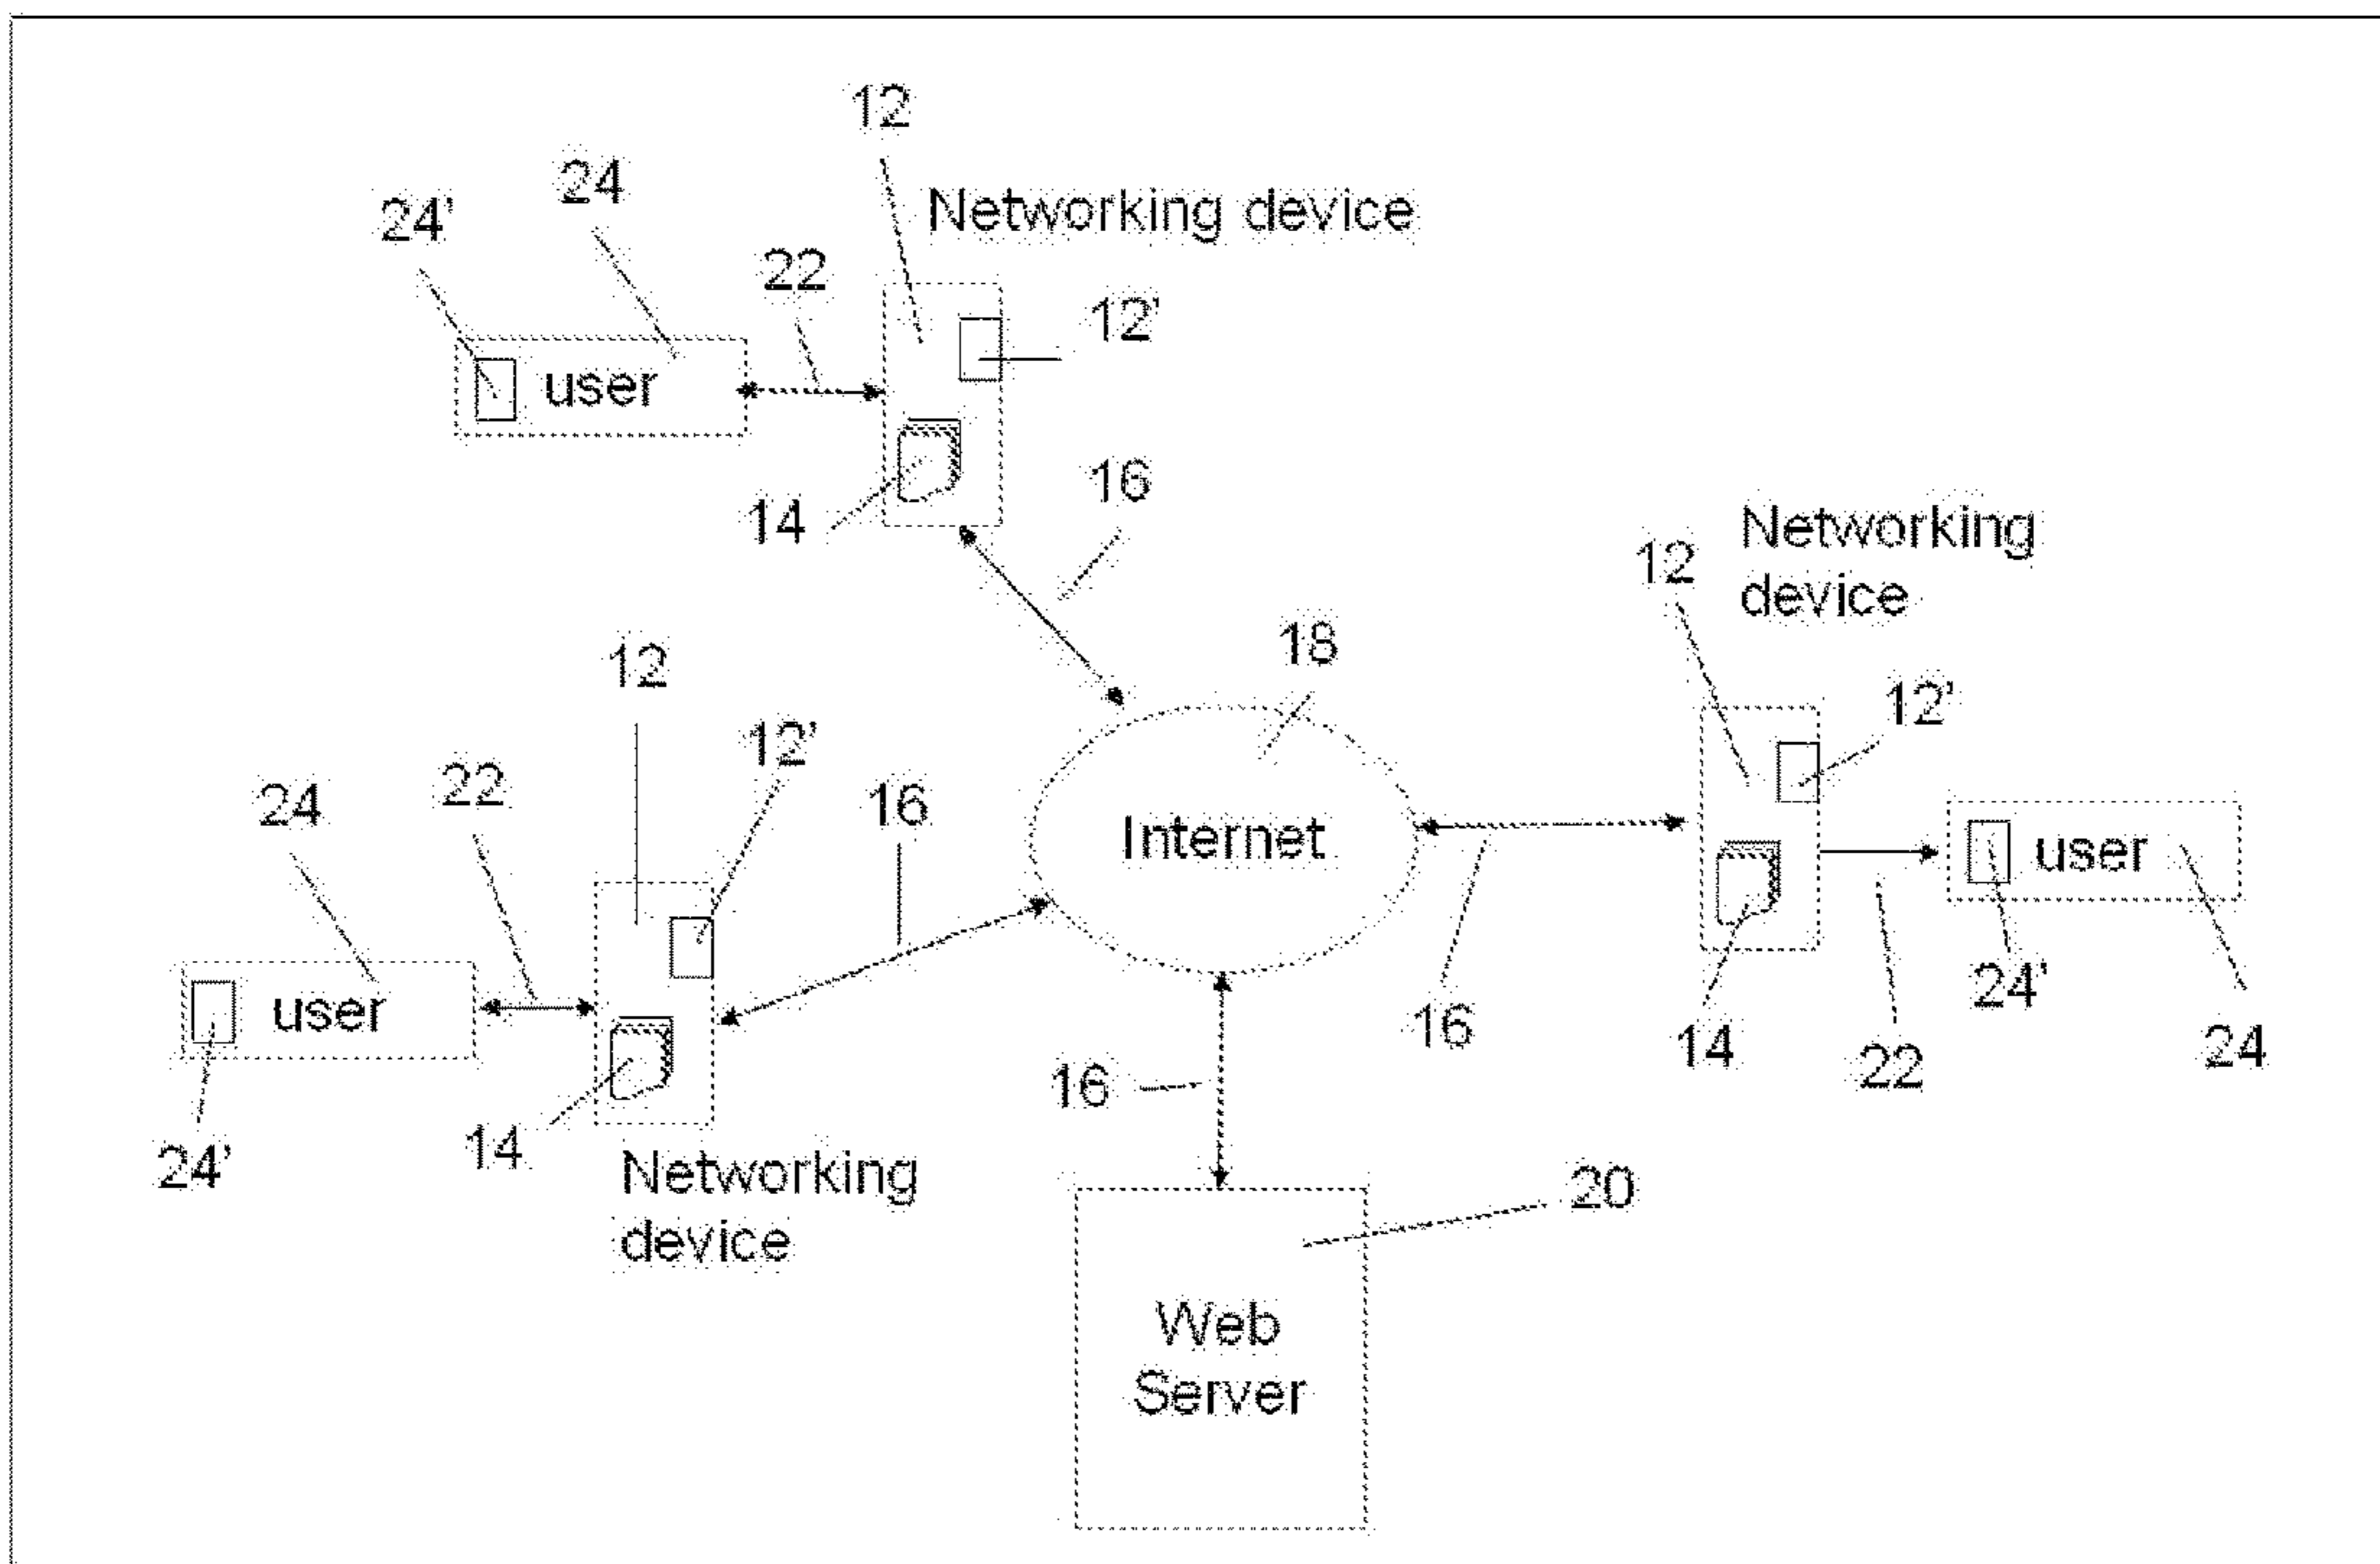 12
24
24'
Networking device
22
12'
user
16
14
Networking
device
12
18
12
12'
12'
22
16
24
Internet
user
24'
user
16
14
22
24
16
14
24'
Networking
device
20
Web
Server